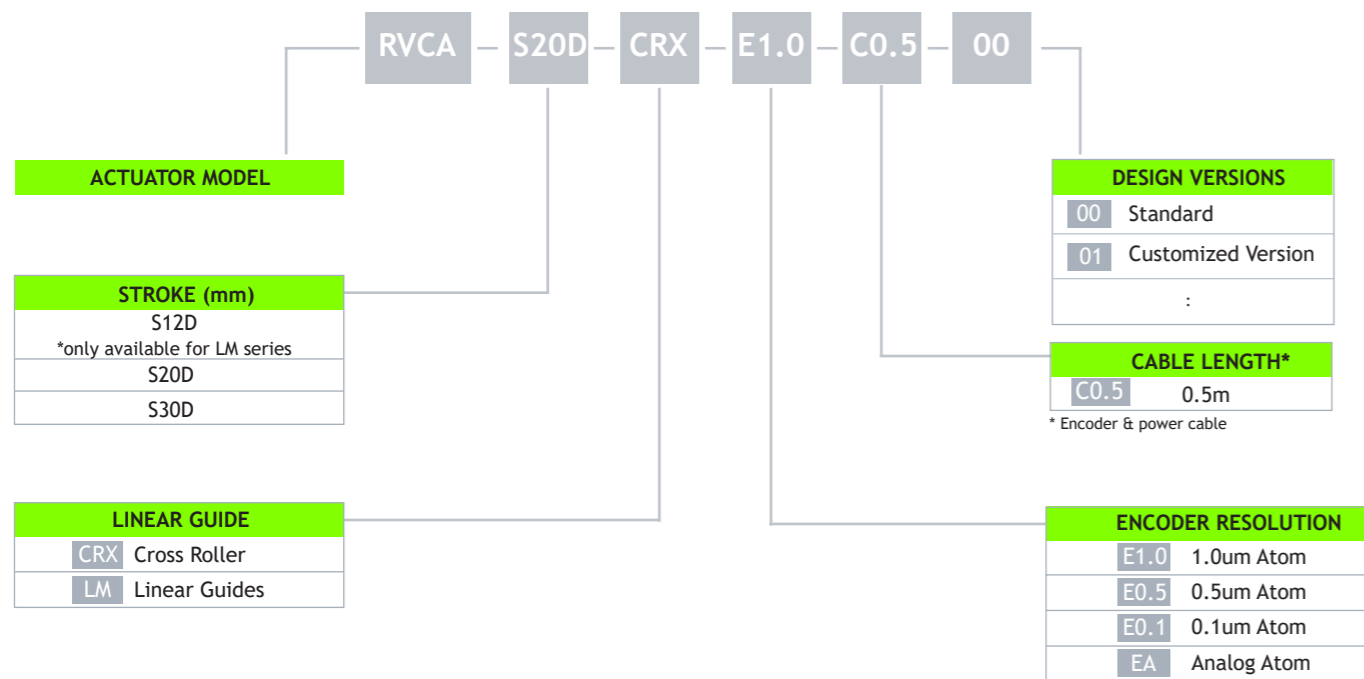 RVCA S20D CRX E1.0 C0.5 00
ACTUATOR MODEL
STROKE (mm)
S12D
*only available for LM series
S20D
S30D
LINEAR GUIDE
CRX Cross Roller
LM Linear Guides
DESIGN VERSIONS
00 Standard
01 Customized Version
:
CABLE LENGTH*
C0.5 0.5m
* Encoder & power cable
ENCODER RESOLUTION
E1.0 1.0um Atom
E0.5 0.5um Atom
E0.1 0.1um Atom
EA Analog Atom